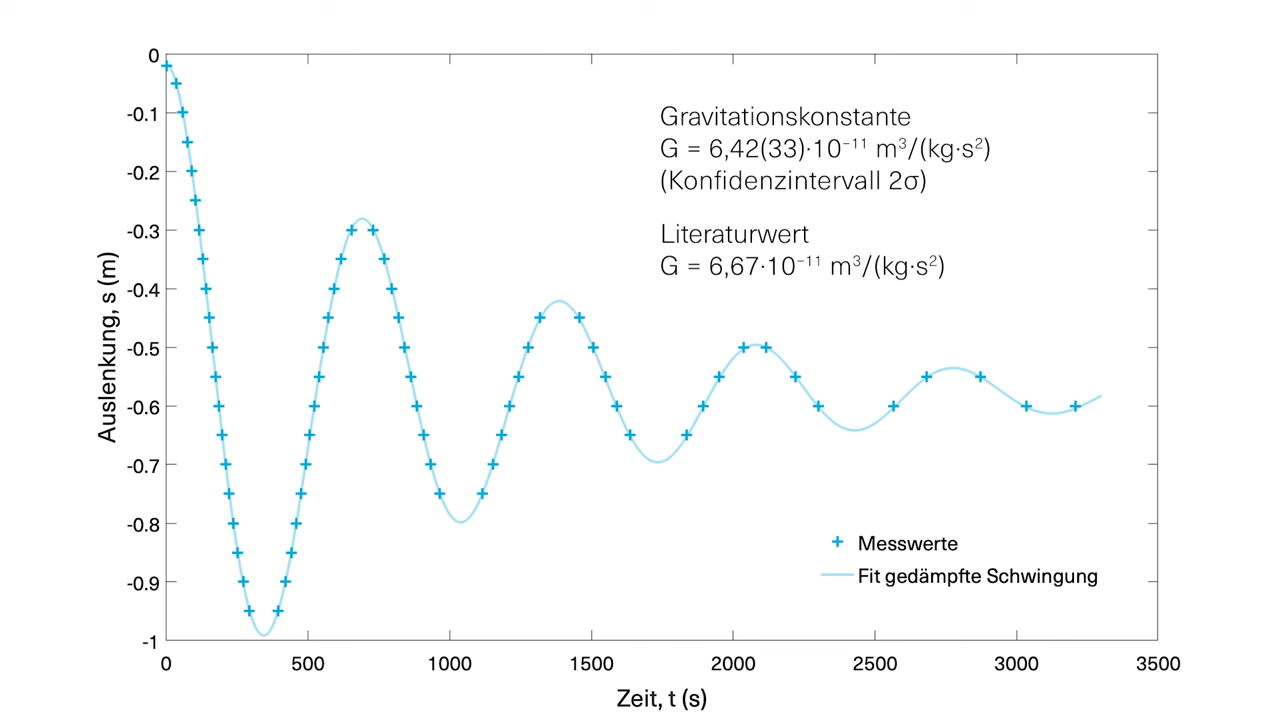 Gravitationskonstante
G = 6,42(33)·10⁻¹¹ m³/(kg·s²)
(Konfidenzintervall 2σ)
Literaturwert
G = 6,67·10⁻¹¹ m³/(kg·s²)
Auslenkung, s (m)
0
-0.1
-0.2
-0.3
-0.4
-0.5
-0.6
-0.7
-0.8
-0.9
-1
Messwerte
Fit gedämpfte Schwingung
0 500 1000 1500 2000 2500 3000 3500
Zeit, t (s)